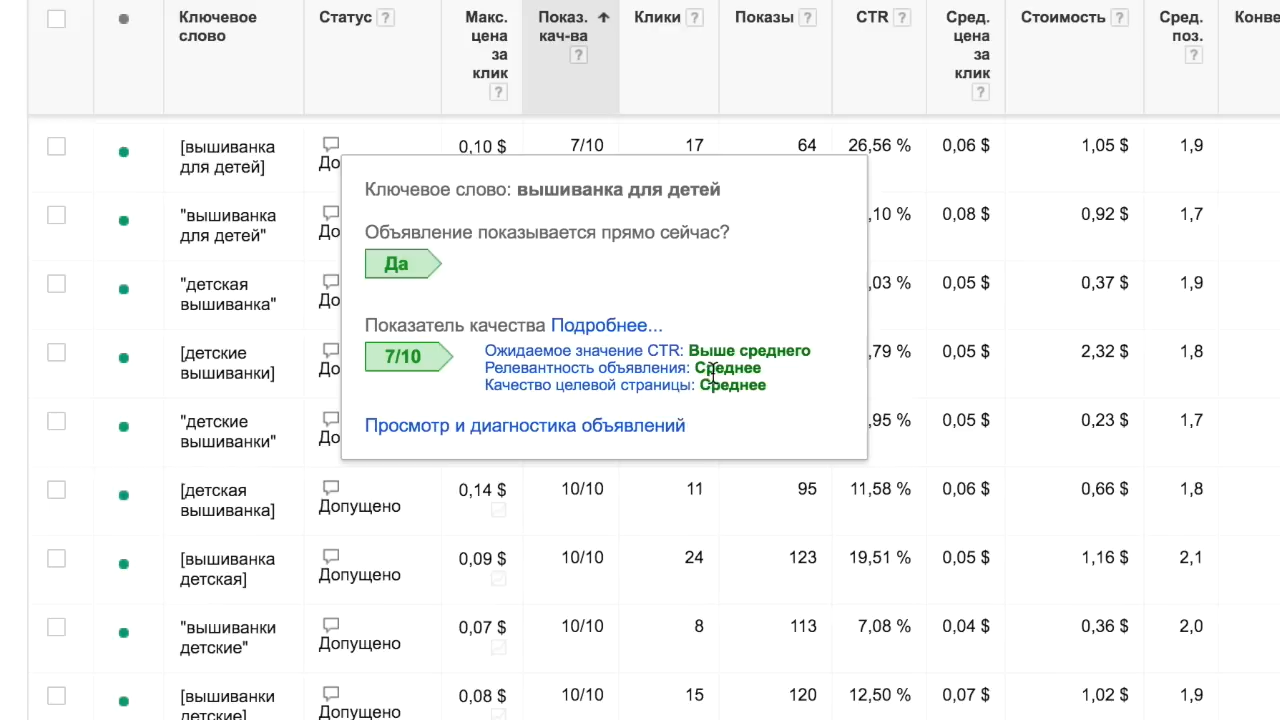 Ключевое слово
Статус ?
Макс. цена за клик ?
Показ. кач-ва ?
Клики ?
Показы ?
CTR ?
Сред. цена за клик ?
Стоимость ?
Сред. поз. ?
Конве
[вышиванка для детей] До 0,10 $ 7/10 17 64 26,56 % 0,06 $ 1,05 $ 1,9
Ключевое слово: вышиванка для детей
Объявление показывается прямо сейчас?
Да
Показатель качества Подробнее...
7/10
Ожидаемое значение CTR: Выше среднего
Релевантность объявления: Среднее
Качество целевой страницы: Среднее
Просмотр и диагностика объявлений
"вышиванка для детей" До ,10 % 0,08 $ 0,92 $ 1,7
"детская вышиванка" До ,03 % 0,05 $ 0,37 $ 1,9
[детские вышиванки] До ,79 % 0,05 $ 2,32 $ 1,8
"детские вышиванки" До ,95 % 0,05 $ 0,23 $ 1,7
[детская вышиванка] Допущено 0,14 $ 10/10 11 95 11,58 % 0,06 $ 0,66 $ 1,8
[вышиванка детская] Допущено 0,09 $ 10/10 24 123 19,51 % 0,05 $ 1,16 $ 2,1
"вышиванки детские" Допущено 0,07 $ 10/10 8 113 7,08 % 0,04 $ 0,36 $ 2,0
[вышиванки детские] Допущено 0,08 $ 10/10 15 120 12,50 % 0,07 $ 1,02 $ 1,9